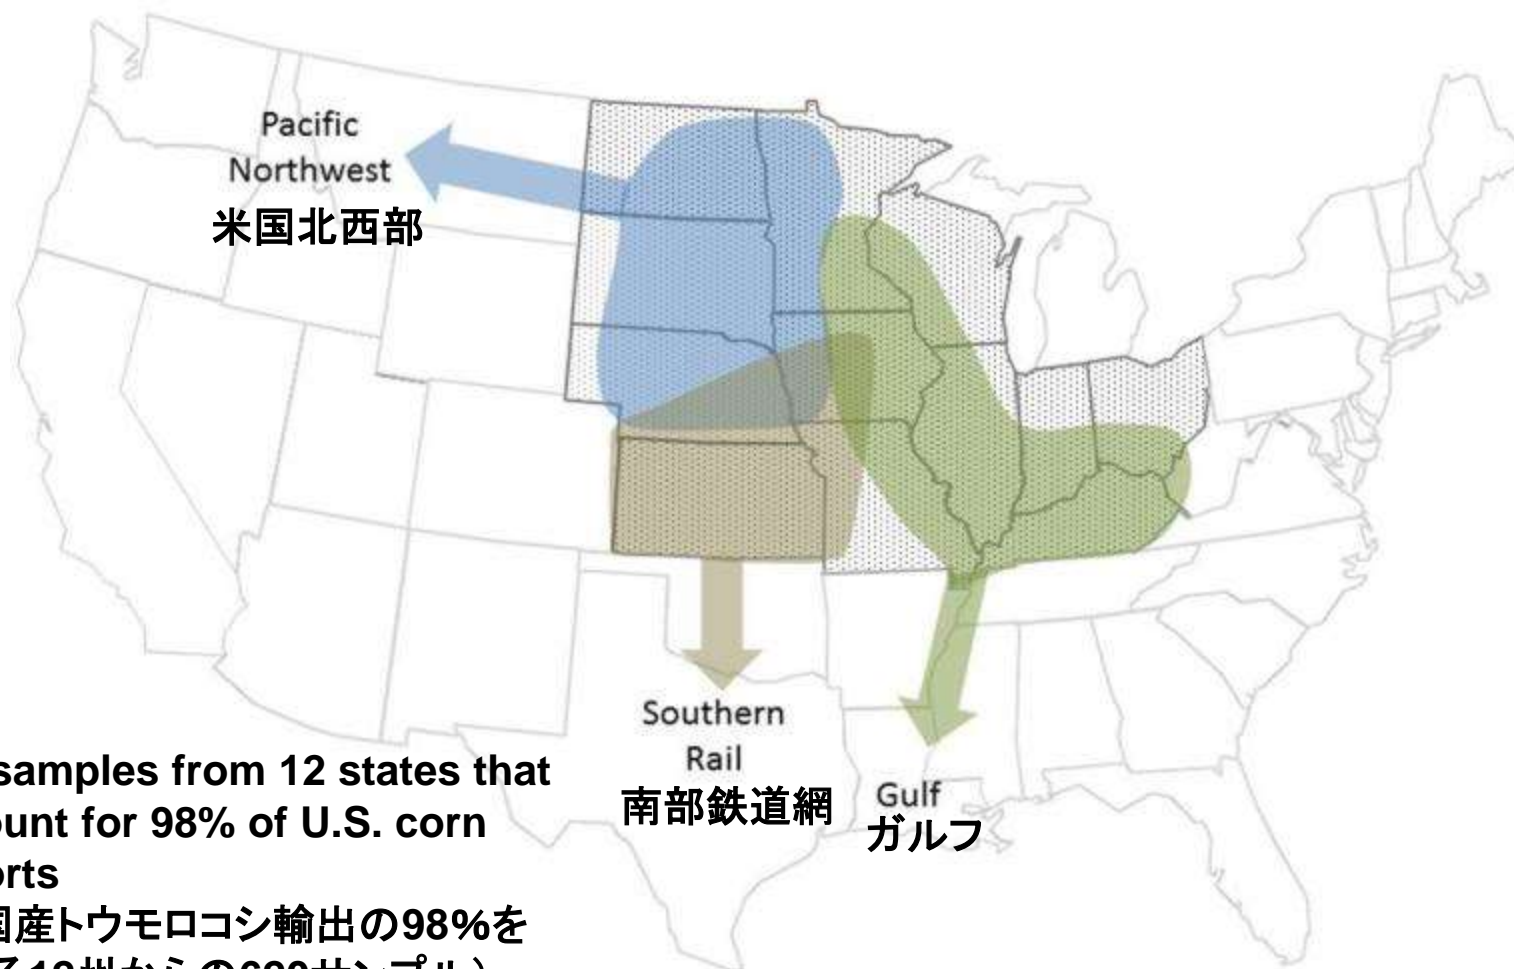 Pacific
Northwest
米国北西部
Southern
Rail
南部鉄道網
Gulf
ガルフ
samples from 12 states that
for 98% of U.S. corn
国産トウモロコシ輸出の98%を